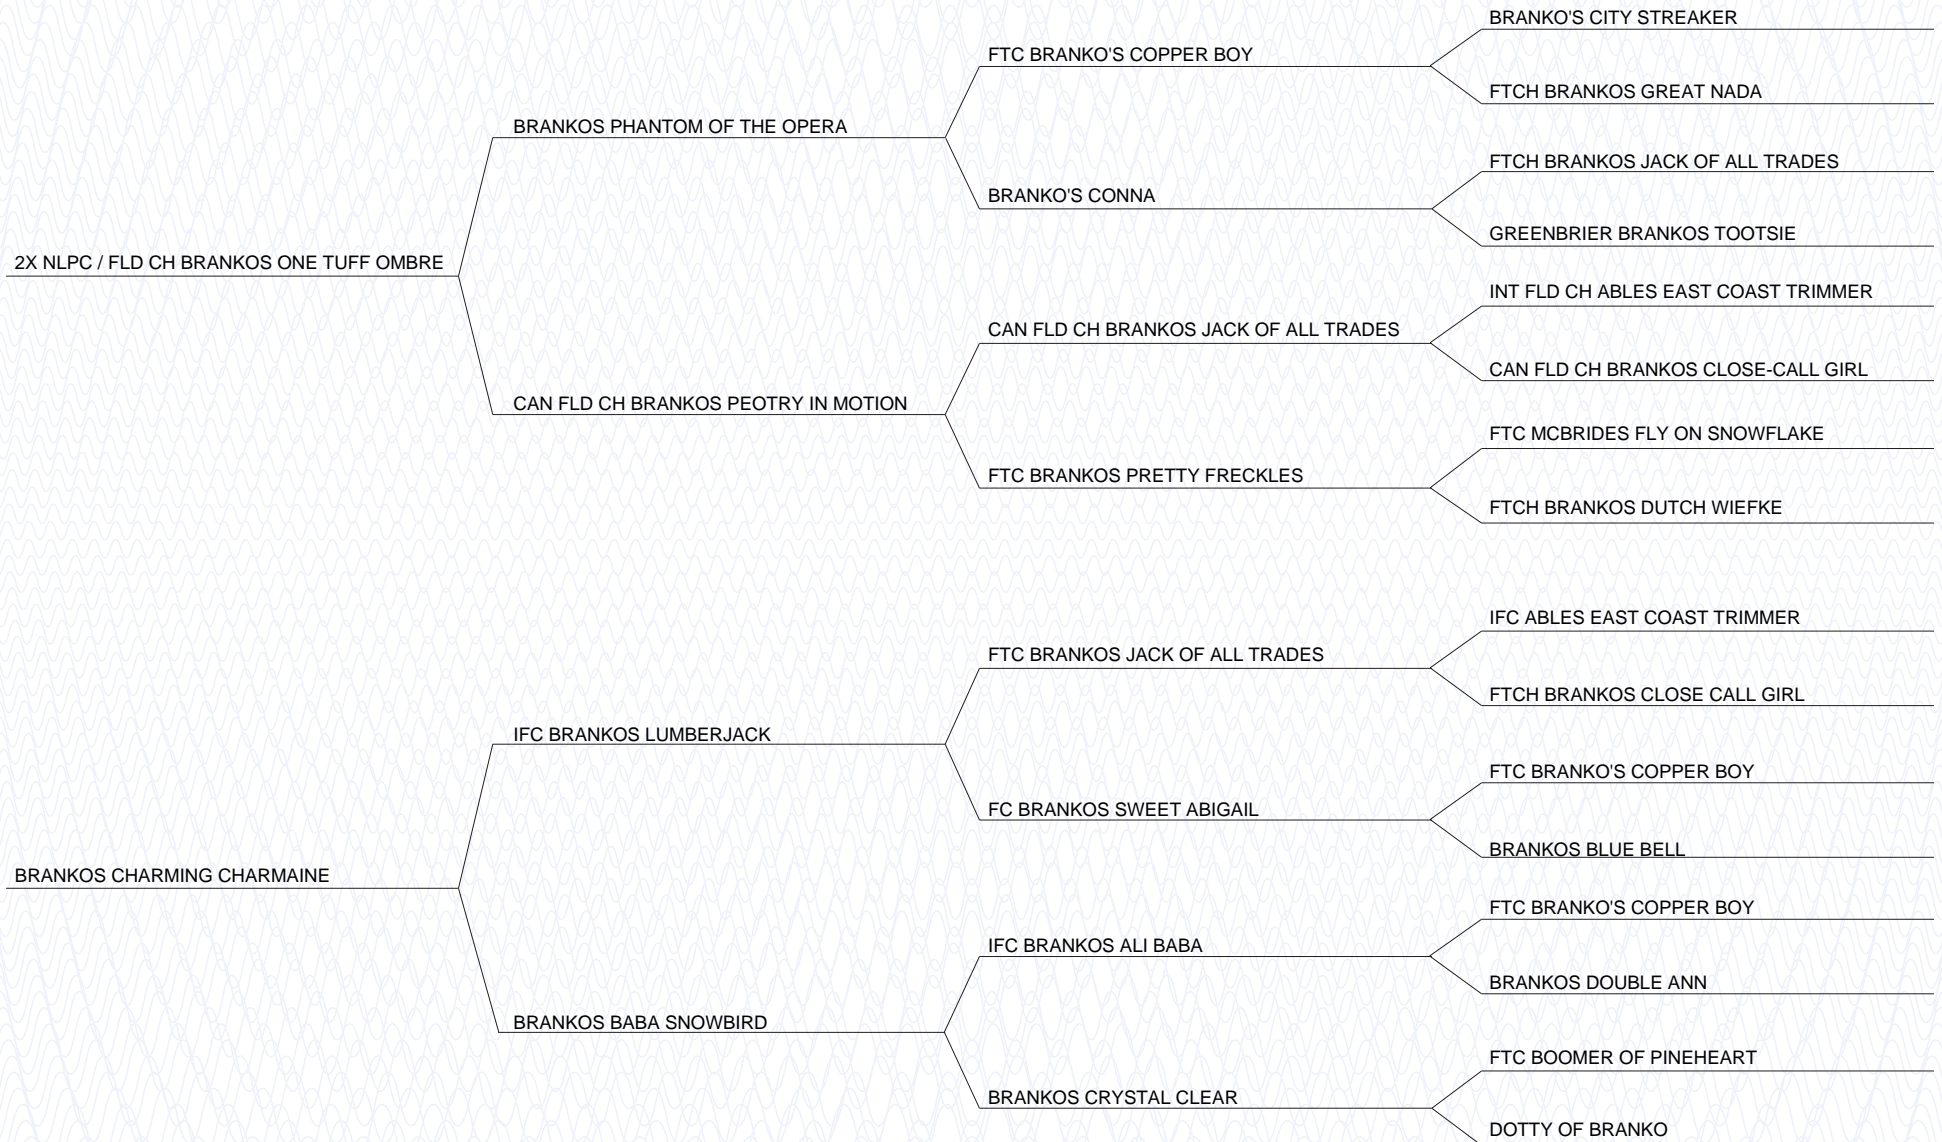 BRANKO'S CITY STREAKER
FTC BRANKO'S COPPER BOY
FTCH BRANKOS GREAT NADA
BRANKOS PHANTOM OF THE OPERA
FTCH BRANKOS JACK OF ALL TRADES
BRANKO'S CONNA
GREENBRIER BRANKOS TOOTSIE
2X NLPC / FLD CH BRANKOS ONE TUFF OMBRE
INT FLD CH ABLES EAST COAST TRIMMER
CAN FLD CH BRANKOS JACK OF ALL TRADES
CAN FLD CH BRANKOS CLOSE-CALL GIRL
CAN FLD CH BRANKOS PEOTRY IN MOTION
FTC MCBRIDES FLY ON SNOWFLAKE
FTC BRANKOS PRETTY FRECKLES
FTCH BRANKOS DUTCH WIEFKE
IFC ABLES EAST COAST TRIMMER
FTC BRANKOS JACK OF ALL TRADES
FTCH BRANKOS CLOSE CALL GIRL
IFC BRANKOS LUMBERJACK
FTC BRANKO'S COPPER BOY
FC BRANKOS SWEET ABIGAIL
BRANKOS BLUE BELL
BRANKOS CHARMING CHARMAINE
FTC BRANKO'S COPPER BOY
IFC BRANKOS ALI BABA
BRANKOS DOUBLE ANN
BRANKOS BABA SNOWBIRD
FTC BOOMER OF PINEHEART
BRANKOS CRYSTAL CLEAR
DOTTY OF BRANKO